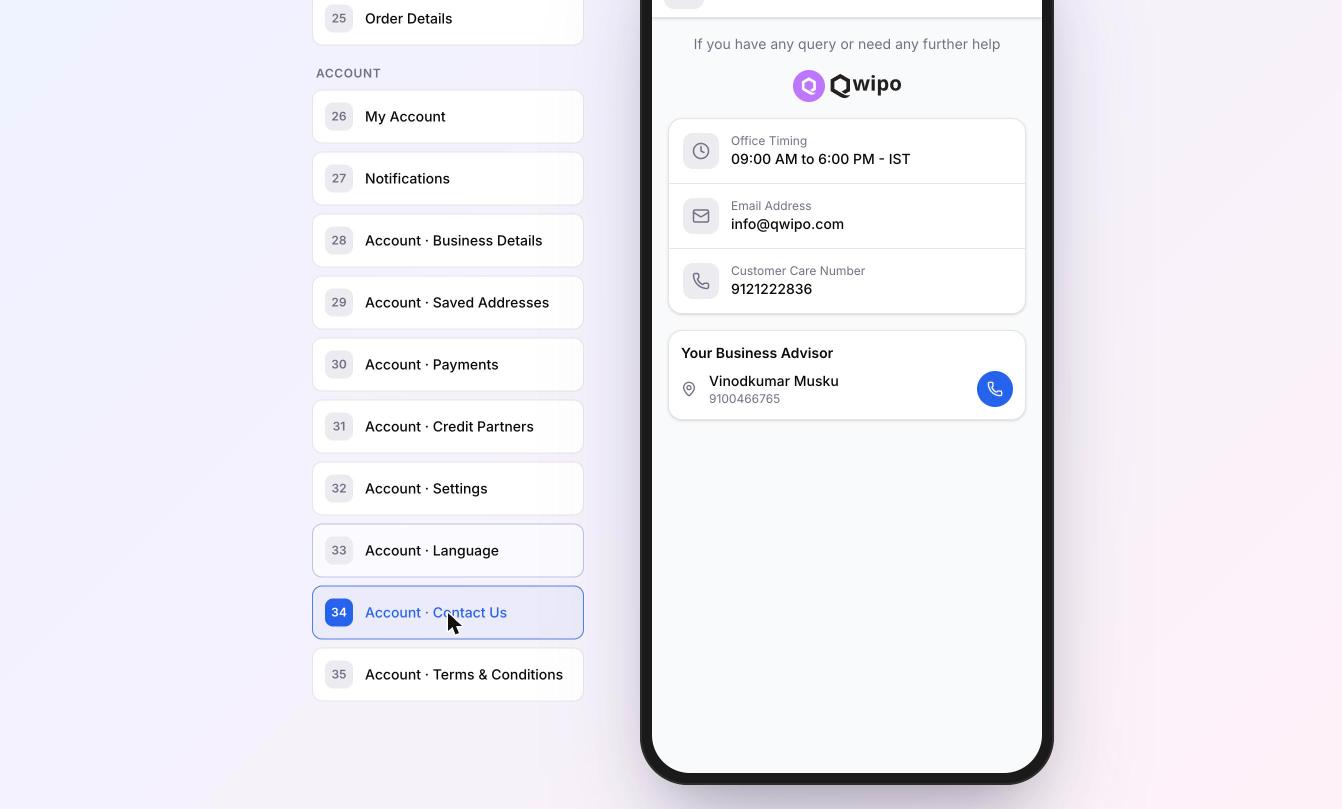 25 Order Details
ACCOUNT
26 My Account
27 Notifications
28 Account · Business Details
29 Account · Saved Addresses
30 Account · Payments
31 Account · Credit Partners
32 Account · Settings
33 Account · Language
34 Account · Contact Us
35 Account · Terms & Conditions
If you have any query or need any further help
Qwipo
Office Timing
09:00 AM to 6:00 PM - IST
Email Address
info@qwipo.com
Customer Care Number
9121222836
Your Business Advisor
Vinodkumar Musku
9100466765